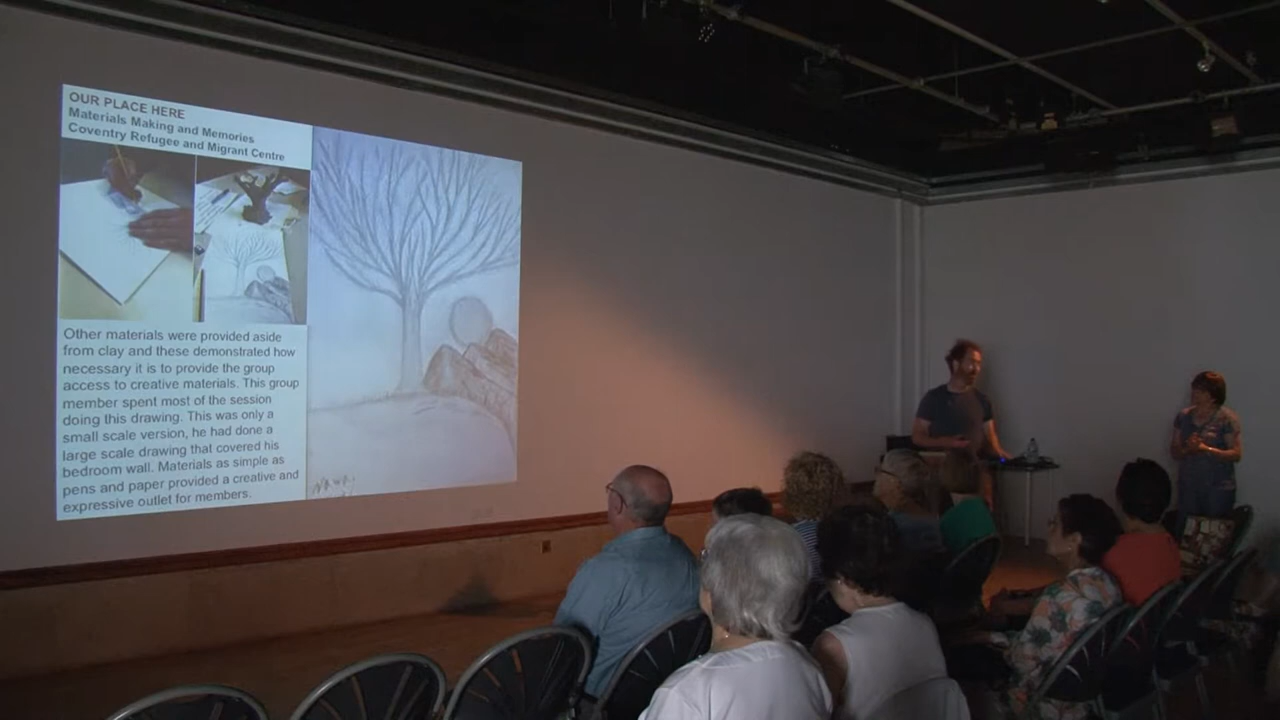 OUR PLACE HERE
Materials Making and Memories
Coventry Refugee and Migrant Centre
Other materials were provided aside
from clay and these demonstrated how
necessary it is to provide the group
access to creative materials. This group
member spent most of the session
doing this drawing. This was only a
small scale version, he had done a
large scale drawing that covered his
bedroom wall. Materials as simple as
pens and paper provided a creative and
expressive outlet for members.